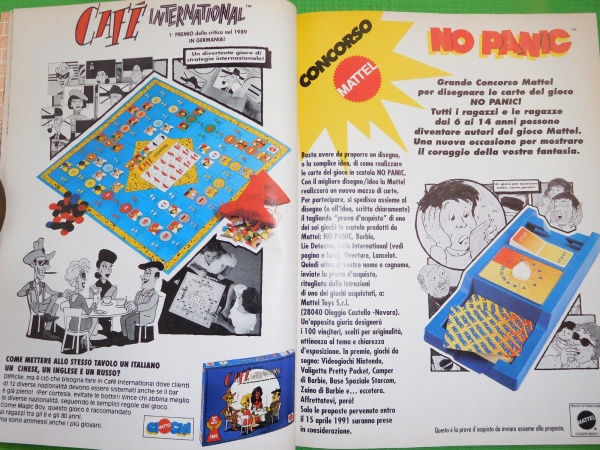 CAFÉ INTERNATIONAL™
1° PREMIO della critica nel 1989
IN GERMANIA!
Un divertente gioco di
strategia internazionale!
COME METTERE ALLO STESSO TAVOLO UN ITALIANO
UN CINESE, UN INGLESE E UN RUSSO?
Difficile, ma è ciò che bisogna fare in Café International dove clienti
di 12 diverse nazionalità devono essere sistemati anche se il bar
è già pieno! (Per cortesia, evitate le botte!) Vince chi abbina meglio
le diverse nazionalità, seguendo le semplici regole del gioco.
Come Magic Boy, questo gioco è raccomandato
ai ragazzi tra gli 8 e gli 80 anni.
ma sono ammessi anche i più giovani.
CAFÉ INTERNATIONAL
MATTEL
GIOCHI
CONCORSO
MATTEL
NO PANIC™
Grande Concorso Mattel
per disegnare le carte del gioco
NO PANIC!
Tutti i ragazzi e le ragazze
dai 6 ai 14 anni possono
diventare autori del gioco Mattel.
Una nuova occasione per mostrare
il coraggio della vostra fantasia.
Basta avere da proporre un disegno,
o la semplice idea, di come realizzare
le carte del gioco in scatola NO PANIC.
Con il migliore disegno/idea la Mattel
realizzerà un nuovo mazzo di carte.
Per partecipare, si spedisce assieme al
disegno (o all'idea, scritta chiaramente)
il tagliando "prova d'acquisto" di uno
dei sei giochi in scatola prodotti da
Mattel: NO PANIC, Barbie,
Lie Detector, Café International (vedi
pagina a lato), Overture, Lancelot.
Quindi oltre al vostro nome e cognome,
inviate la prova d'acquisto,
ritagliata dalle istruzioni
di uno dei giochi acquistati, a:
Mattel Toys S.r.l.
(28040 Oleggio Castello -Novara).
Un'apposita giuria designerà
i 100 vincitori, scelti per originalità,
attinenza al tema e chiarezza
d'esposizione. In premio, giochi da
sogno: Videogiochi Nintendo,
Valigetta Pretty Pocket, Camper
di Barbie, Base Spaziale Starcom,
Zaino di Barbie e... eccetera.
Affrettatevi, però!
Solo le proposte pervenute entro
il 15 aprile 1991 saranno prese
in considerazione.
MATTEL
Questa è la prova d'acquisto da inviare assieme alla proposta.